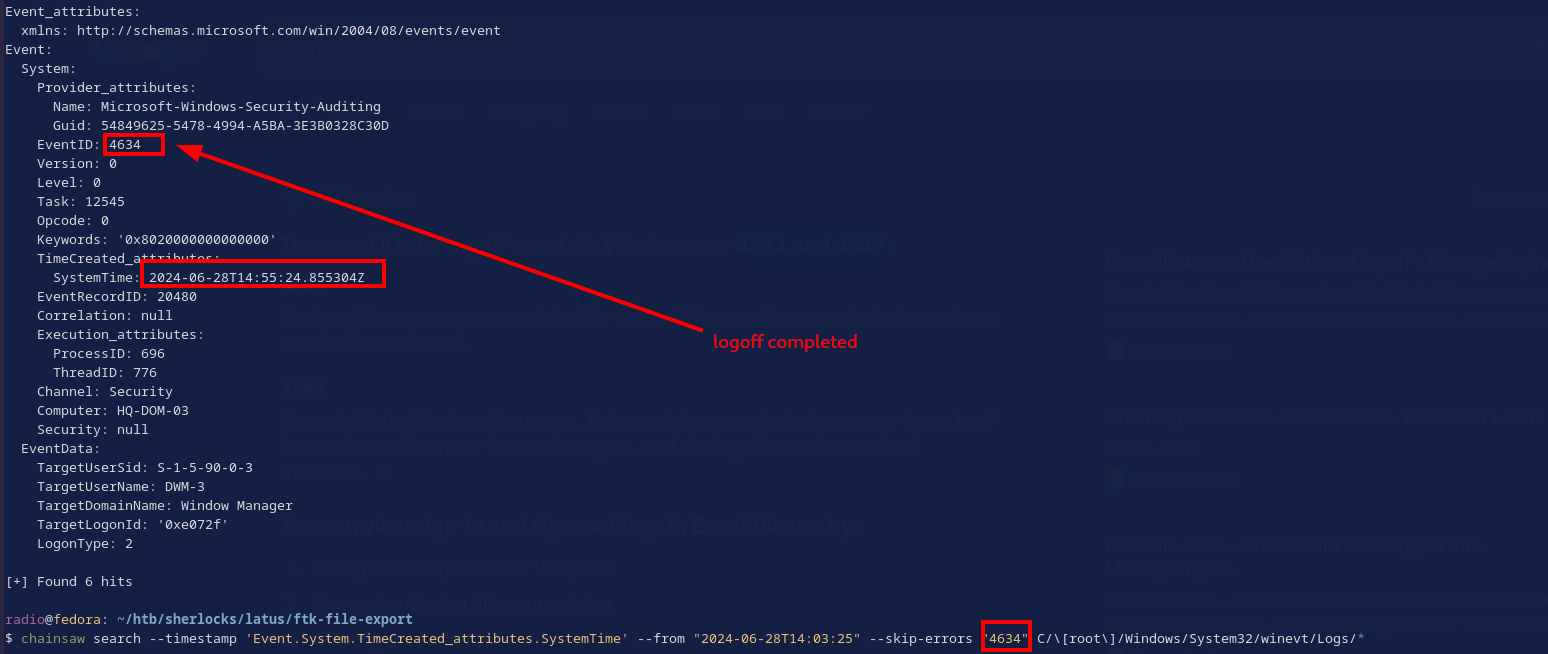 Event_attributes:
xmlns: http://schemas.microsoft.com/win/2004/08/events/event
Event:
System:
Provider_attributes:
Name: Microsoft-Windows-Security-Auditing
Guid: 54849625-5478-4994-A5BA-3E3B0328C30D
EventID: 4634
Version: 0
Level: 0
Task: 12545
Opcode: 0
Keywords: '0x8020000000000000'
TimeCreated_attributes:
SystemTime: 2024-06-28T14:55:24.855304Z
EventRecordID: 20480
Correlation: null
Execution_attributes:
ProcessID: 696
logoff completed
ThreadID: 776
Channel: Security
Computer: HQ-DOM-03
Security: null
EventData:
TargetUserSid: S-1-5-90-0-3
TargetUserName: DWM-3
TargetDomainName: Window Manager
TargetLogonId: '0xe072f'
LogonType: 2
[+] Found 6 hits
radio@fedora: ~/htb/sherlocks/latus/ftk-file-export
$ chainsaw search --timestamp 'Event.System.TimeCreated_attributes.SystemTime' --from "2024-06-28T14:03:25" --skip-errors "4634" C/\[root\]/Windows/System32/winevt/Logs/*